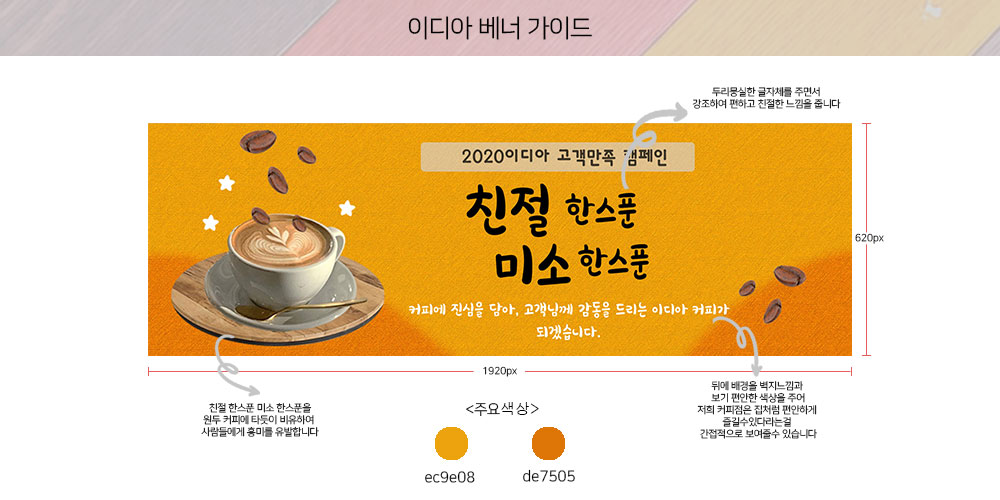 이디아 베너 가이드
두리뭉실한 글자체를 주면서
강조하여 편하고 친절한 느낌을 줍니다
2020이디아 고객만족 캠페인
친절 한스푼
미소 한스푼
커피에 진심을 담아, 고객님께 감동을 드리는 이디아 커피가
되겠습니다.
620px
1920px
친절 한스푼 미소 한스푼을
원두 커피에 타듯이 비유하여
사람들에게 흥미를 유발합니다
<주요색상>
ec9e08
de7505
뒤에 배경을 벽지느낌과
보기 편안한 색상을 주어
저희 커피점은 집처럼 편안하게
즐길수있다라는걸
간접적으로 보여줄수 있습니다